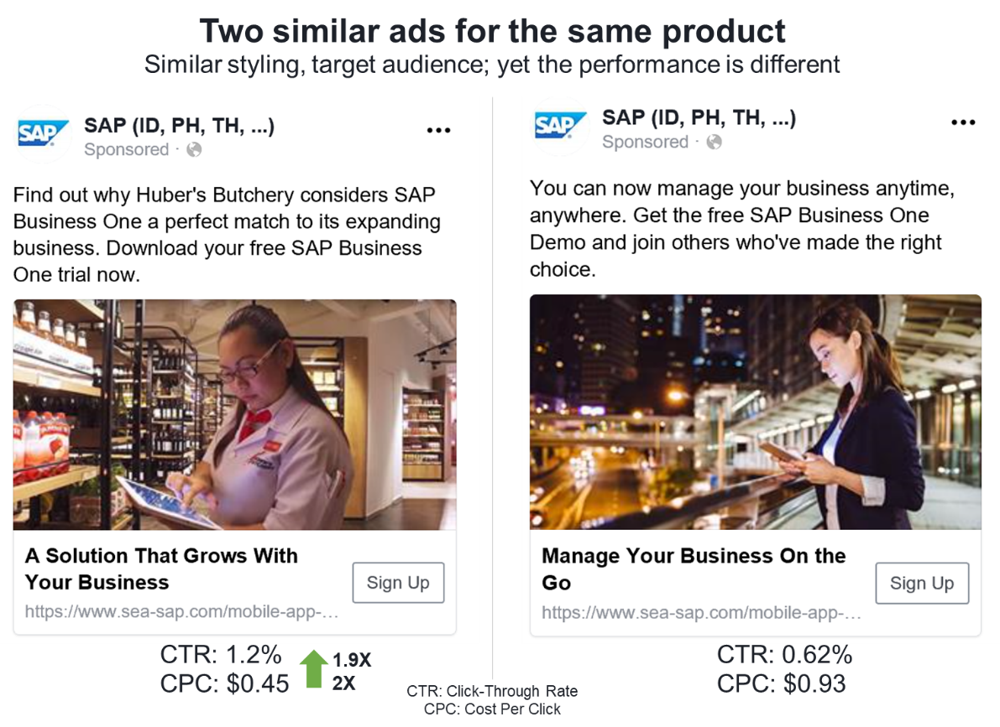 Two similar ads for the same product
Similar styling, target audience; yet the performance is different
SAP
SAP (ID, PH, TH, ...)
Sponsored ·
Find out why Huber's Butchery considers SAP
Business One a perfect match to its expanding
business. Download your free SAP Business
One trial now.
A Solution That Grows With
Your Business
Sign Up
https://www.sea-sap.com/mobile-app-...
CTR: 1.2%
CPC: $0.45
1.9X
2X
SAP
SAP (ID, PH, TH, ...)
Sponsored ·
You can now manage your business anytime,
anywhere. Get the free SAP Business One
Demo and join others who've made the right
choice.
Manage Your Business On the
Go
Sign Up
https://www.sea-sap.com/mobile-app-...
CTR: 0.62%
CPC: $0.93
CTR: Click-Through Rate
CPC: Cost Per Click